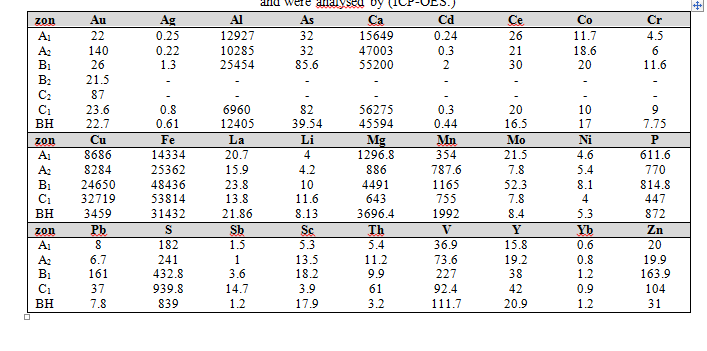 and were analysed by (ICP-OES.)
zon Au Ag Al As Ca Cd Ce Co Cr
A1 22 0.25 12927 32 15649 0.24 26 11.7 4.5
A2 140 0.22 10285 32 47003 0.3 21 18.6 6
B1 26 1.3 25454 85.6 55200 2 30 20 11.6
B2 21.5 - - - - - - - -
C2 87 - - - - - - - -
C1 23.6 0.8 6960 82 56275 0.3 20 10 9
BH 22.7 0.61 12405 39.54 45594 0.44 16.5 17 7.75
zon Cu Fe La Li Mg Mn Mo Ni P
A1 8686 14334 20.7 4 1296.8 354 21.5 4.6 611.6
A2 8284 25362 15.9 4.2 886 787.6 7.8 5.4 770
B1 24650 48436 23.8 10 4491 1165 52.3 8.1 814.8
C1 32719 53814 13.8 11.6 643 755 7.8 4 447
BH 3459 31432 21.86 8.13 3696.4 1992 8.4 5.3 872
zon Pb S Sb Sc Th V Y Yb Zn
A1 8 182 1.5 5.3 5.4 36.9 15.8 0.6 20
A2 6.7 241 1 13.5 11.2 73.6 19.2 0.8 19.9
B1 161 432.8 3.6 18.2 9.9 227 38 1.2 163.9
C1 37 939.8 14.7 3.9 61 92.4 42 0.9 104
BH 7.8 839 1.2 17.9 3.2 111.7 20.9 1.2 31